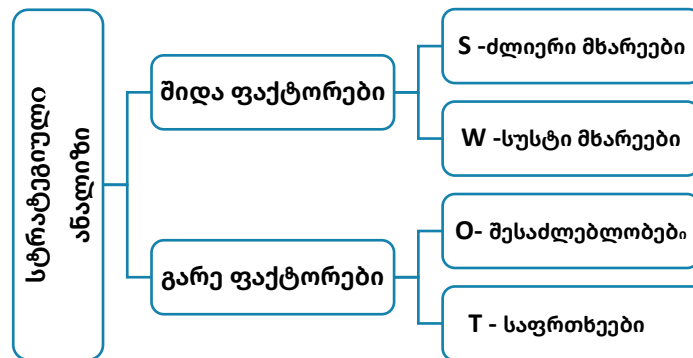 სტრატეგიული
ანალიზი
შიდა ფაქტორები
S -ძლიერი მხარეები
W -სუსტი მხარეები
გარე ფაქტორები
O- შესაძლებლობები
T - საფრთხეები